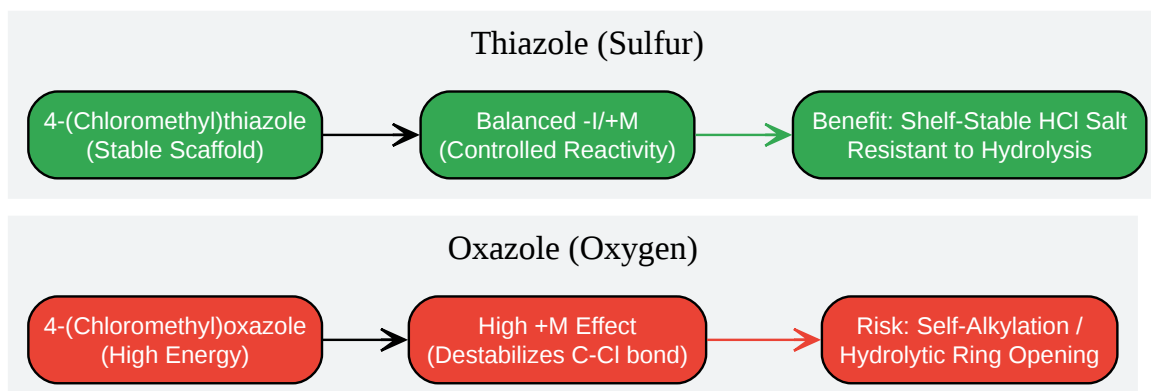 Thiazole (Sulfur)
4-(Chloromethyl)thiazole
(Stable Scaffold)
Balanced -I/+M
(Controlled Reactivity)
Benefit: Shelf-Stable HCl Salt
Resistant to Hydrolysis
Oxazole (Oxygen)
4-(Chloromethyl)oxazole
(High Energy)
High +M Effect
(Destabilizes C-Cl bond)
Risk: Self-Alkylation /
Hydrolytic Ring Opening